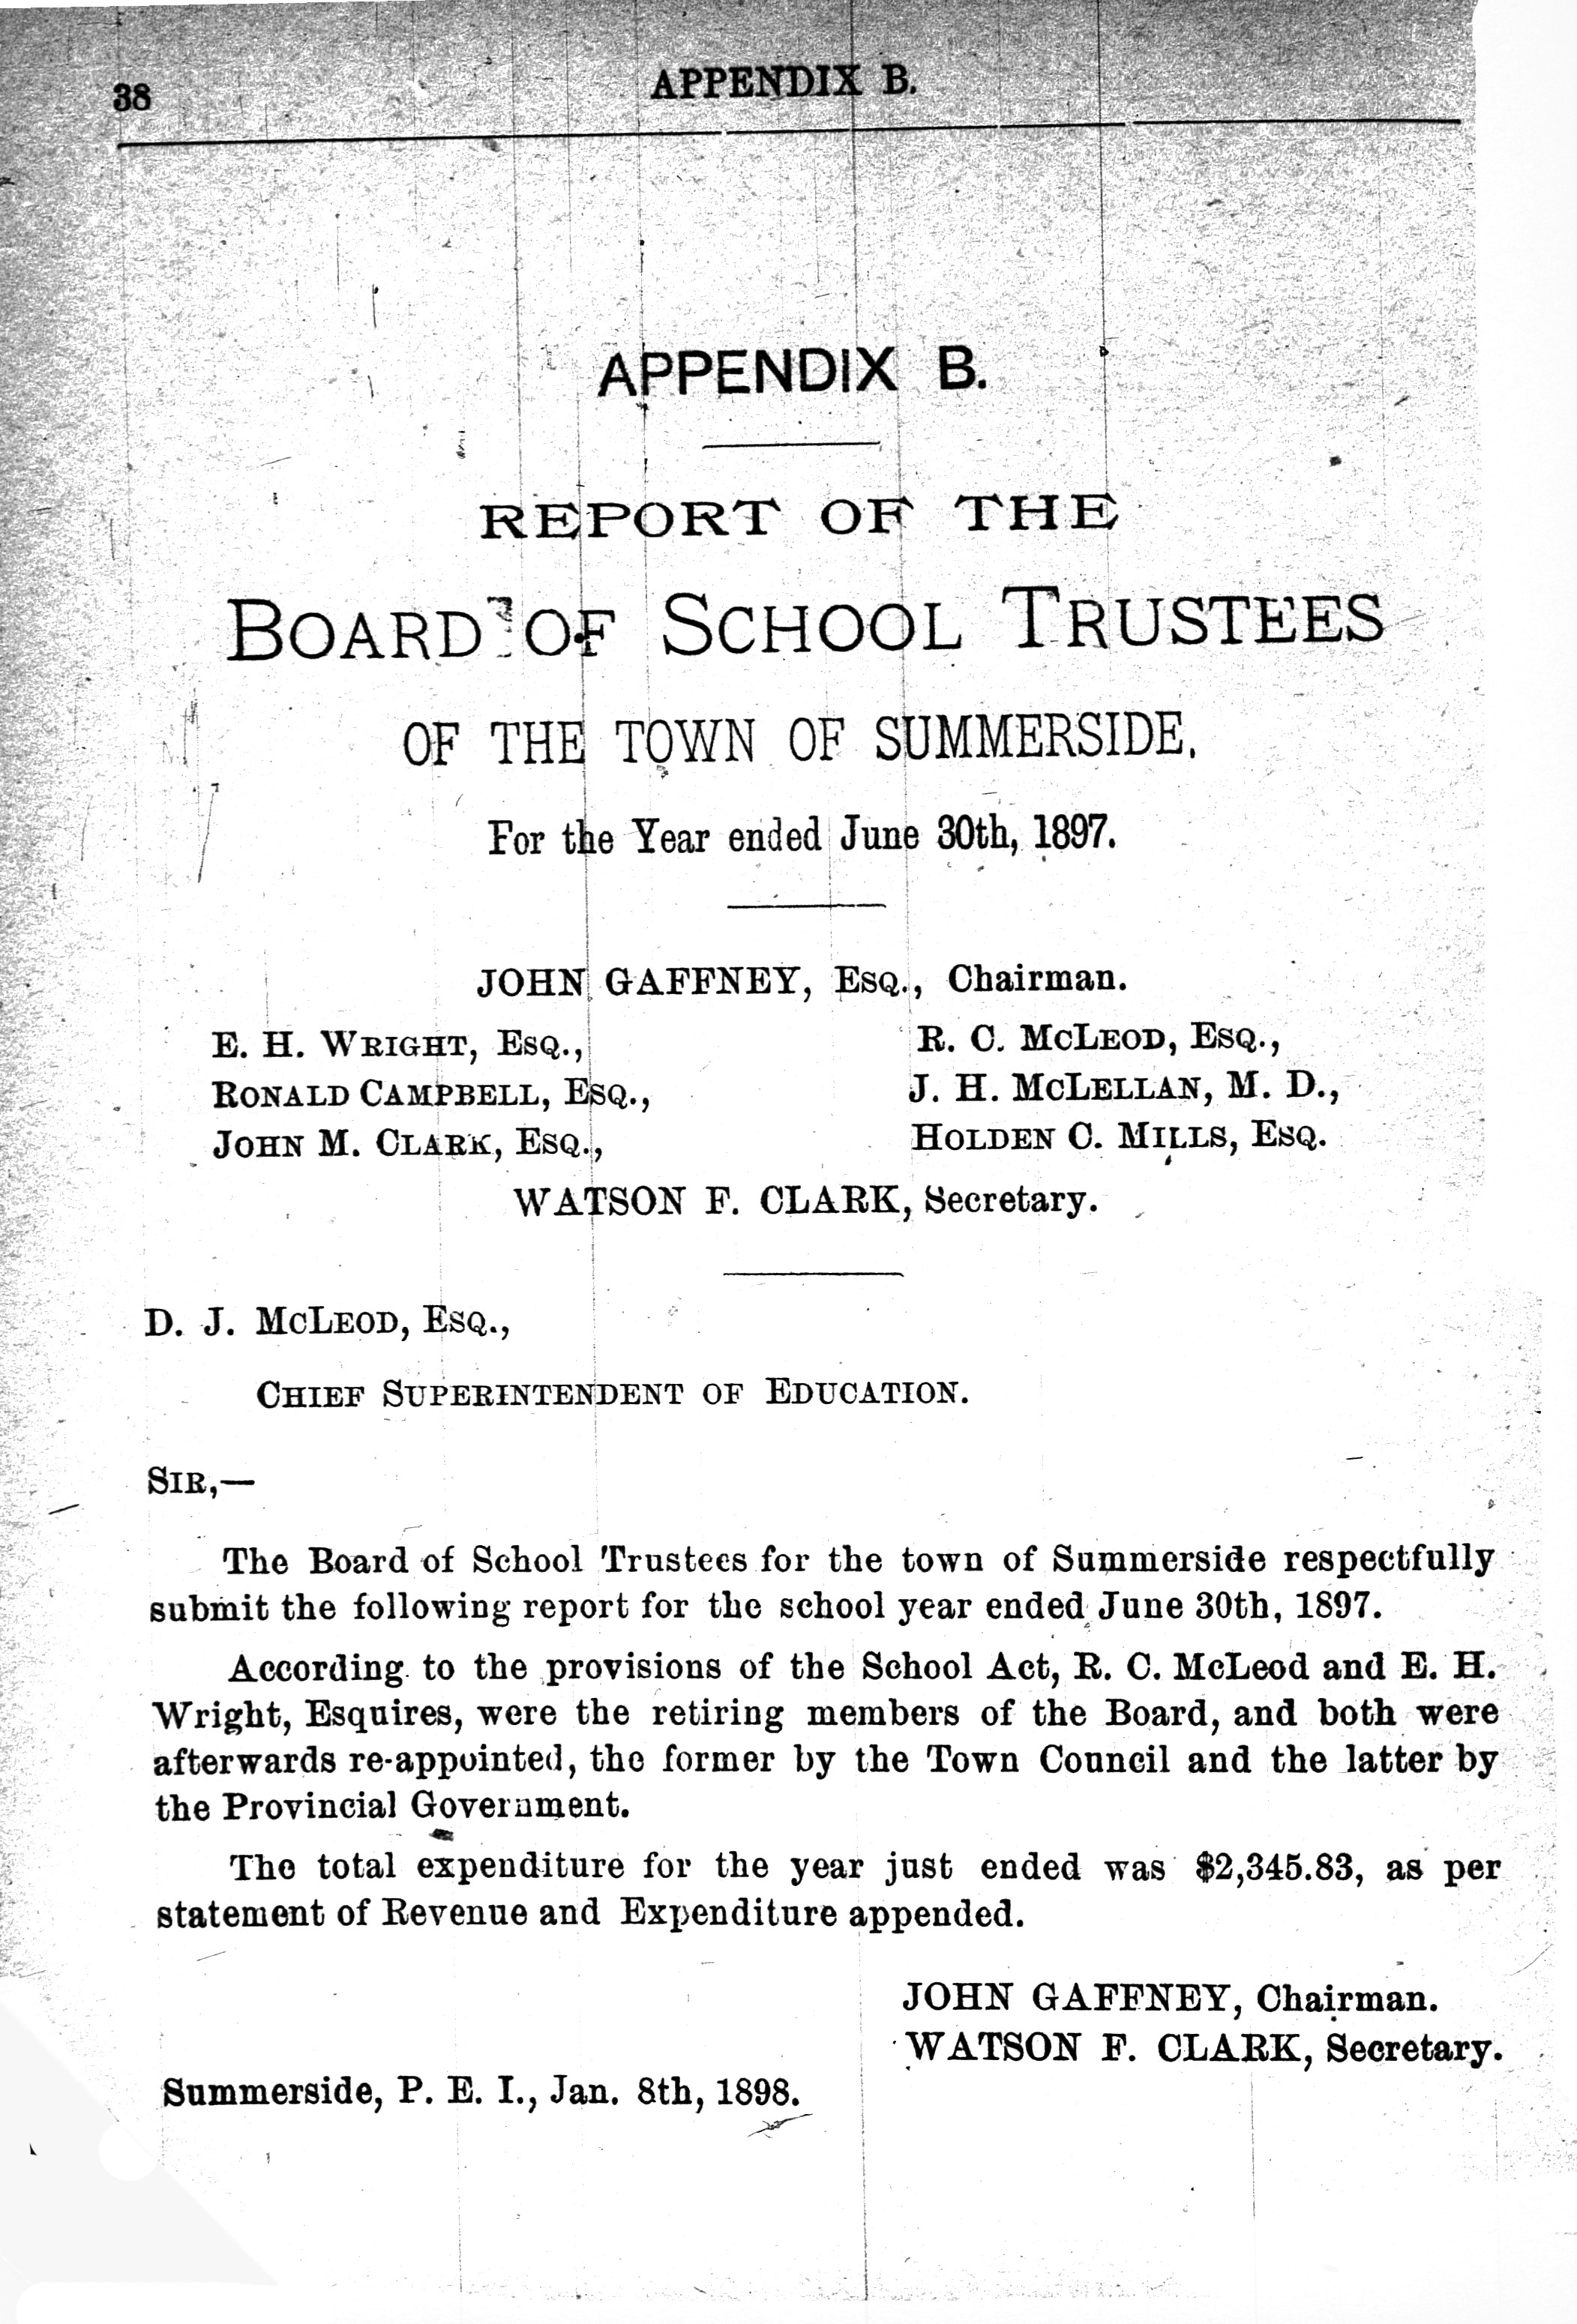 38
APPENDIX B.
APPENDIX B.
REPORT OF THE
BOARD OF SCHOOL TRUSTEES
OF THE TOWN OF SUMMERSIDE.
For the Year ended June 30th, 1897.
JOHN GAFFNEY, ESQ., Chairman.
E. H. WRIGHT, ESQ., R. C. MCLEOD, ESQ.,
RONALD CAMPBELL, ESQ., J. H. MCLELLAN, M. D.,
JOHN M. CLARK, ESQ., HOLDEN C. MILLS, ESQ.
WATSON F. CLARK, Secretary.
D. J. MCLEOD, ESQ.,
CHIEF SUPERINTENDENT OF EDUCATION.
SIR,—
The Board of School Trustees for the town of Summerside respectfully
submit the following report for the school year ended June 30th, 1897.
According to the provisions of the School Act, R. C. McLeod and E. H.
Wright, Esquires, were the retiring members of the Board, and both were
afterwards re-appointed, the former by the Town Council and the latter by
the Provincial Government.
The total expenditure for the year just ended was $2,345.83, as per
statement of Revenue and Expenditure appended.
JOHN GAFFNEY, Chairman.
WATSON F. CLARK, Secretary.
Summerside, P. E. I., Jan. 8th, 1898.